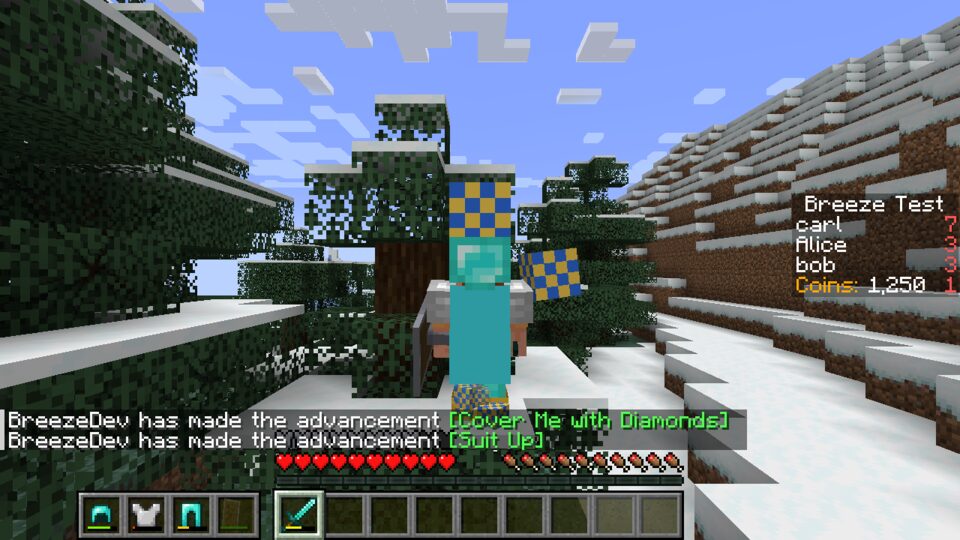 Breeze Test
carl 7
Alice 3
bob 3
Coins: 1,250 1
BreezeDev has made the advancement [Cover Me with Diamonds]
BreezeDev has made the advancement [Suit Up]